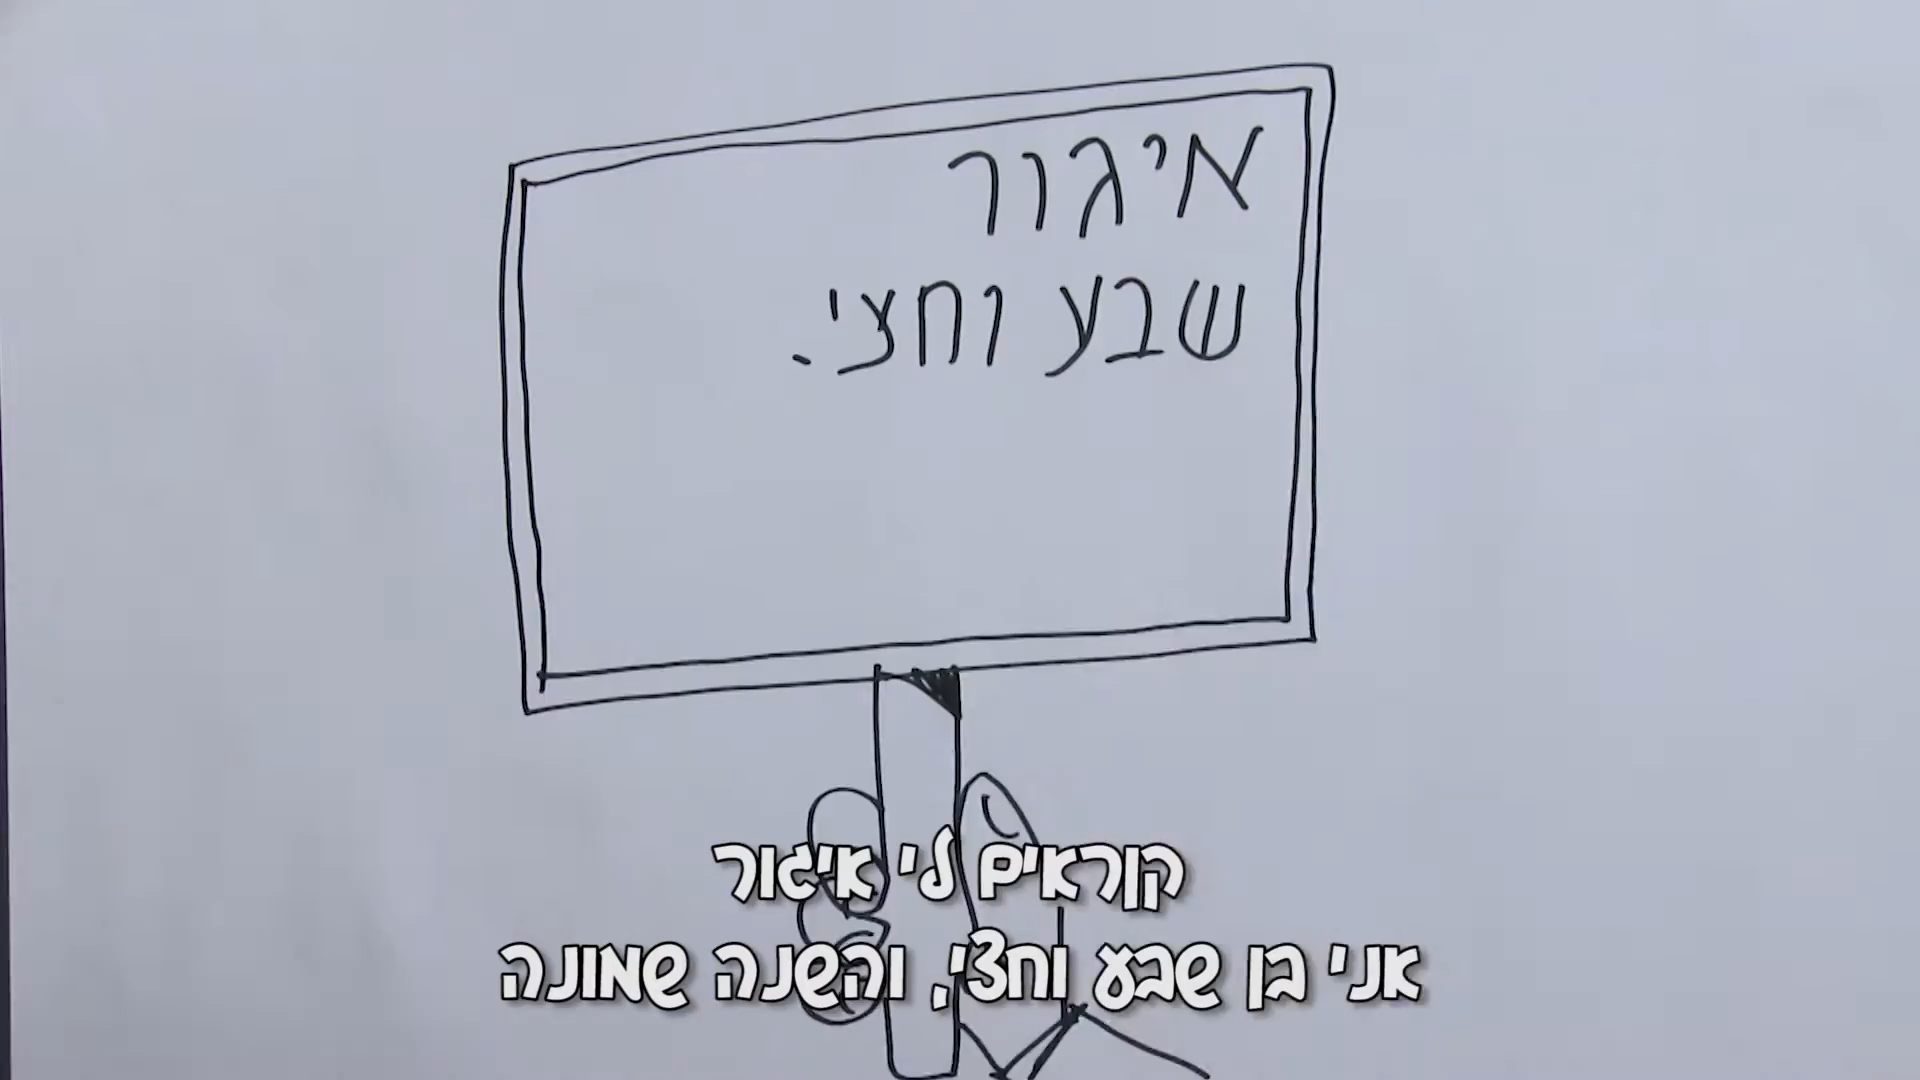 איגור
שבע וחצי.
קוראים לי איגור
אני בן שבע וחצי, והשנה שמונה